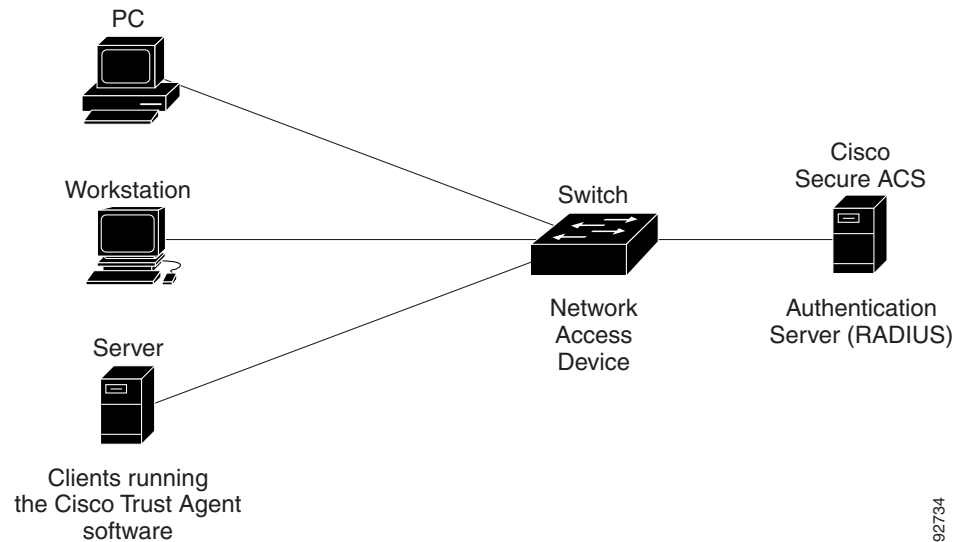 PC
Workstation
Server
Clients running
the Cisco Trust Agent
software
Switch
Network
Access
Device
Cisco
Secure ACS
Authentication
Server (RADIUS)
92734